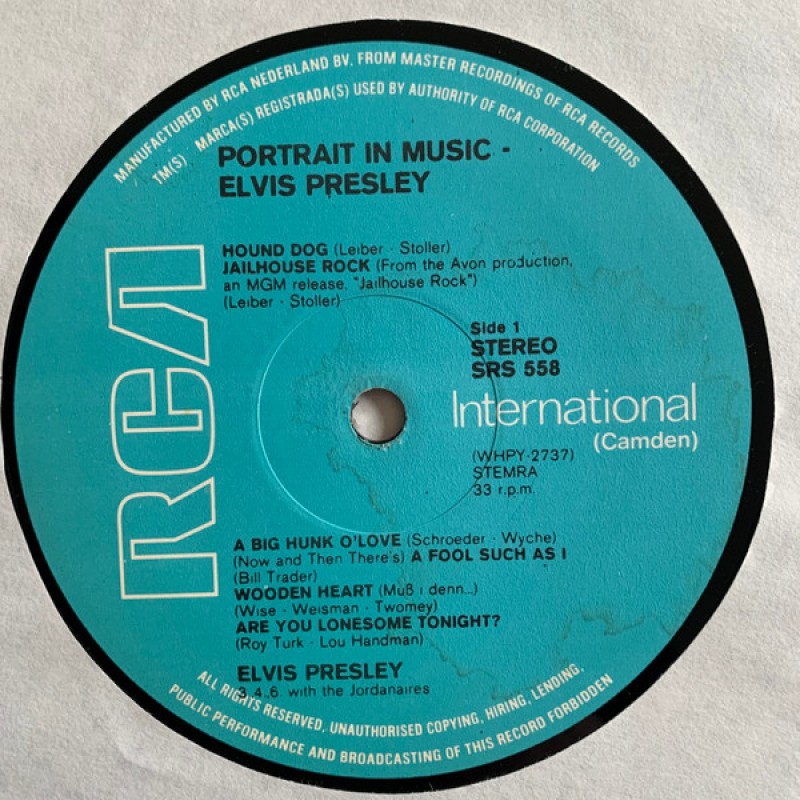 MANUFACTURED BY RCA NEDERLAND BV. FROM MASTER RECORDINGS OF RCA RECORDS
TM(S) MARCA(S) REGISTRADA(S) USED BY AUTHORITY OF RCA CORPORATION
PORTRAIT IN MUSIC -
ELVIS PRESLEY
RCA
HOUND DOG (Leiber · Stoller)
JAILHOUSE ROCK (From the Avon production,
an MGM release, "Jailhouse Rock")
(Leiber · Stoller)
Side 1
STEREO
SRS 558
International
(Camden)
(WHPY-2737)
STEMRA
33 r.p.m.
A BIG HUNK O'LOVE (Schroeder · Wyche)
(Now and Then There's) A FOOL SUCH AS I
(Bill Trader)
WOODEN HEART (Muß i denn...)
(Wise · Weisman · Twomey)
ARE YOU LONESOME TONIGHT?
(Roy Turk · Lou Handman)
ELVIS PRESLEY
3,4,6 with the Jordanaires
ALL RIGHTS RESERVED, UNAUTHORISED COPYING, HIRING, LENDING,
PUBLIC PERFORMANCE AND BROADCASTING OF THIS RECORD FORBIDDEN